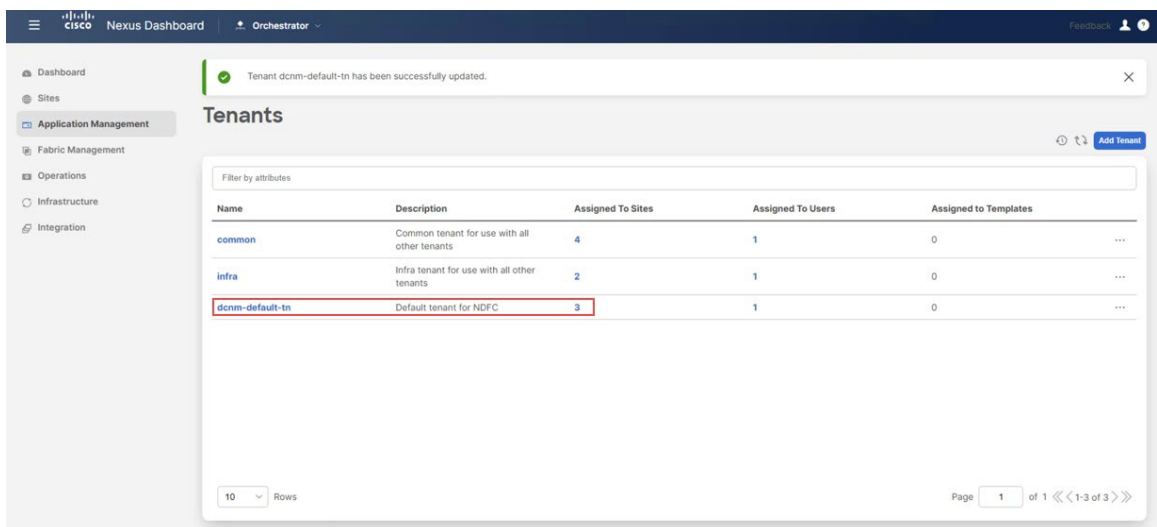 CISCO Nexus Dashboard Orchestrator Feedback
Dashboard
Sites
Application Management
Fabric Management
Operations
Infrastructure
Integration
Tenant dcnm-default-tn has been successfully updated.
Tenants
Add Tenant
Filter by attributes
Name Description Assigned To Sites Assigned To Users Assigned to Templates
common Common tenant for use with all other tenants 4 1 0 ...
infra Infra tenant for use with all other tenants 2 1 0 ...
dcnm-default-tn Default tenant for NDFC 3 1 0 ...
10 Rows Page 1 of 1 1-3 of 3